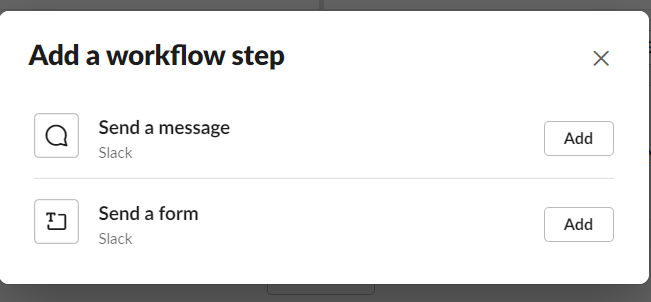 Add a workflow step
Send a message
Slack
Add
T
Send a form
Slack
Add